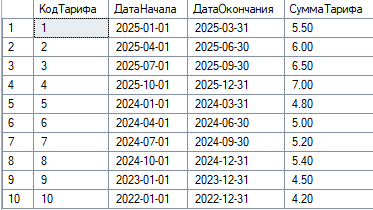 КодТарифа ДатаНачала ДатаОкончания СуммаТарифа
1 1 2025-01-01 2025-03-31 5.50
2 2 2025-04-01 2025-06-30 6.00
3 3 2025-07-01 2025-09-30 6.50
4 4 2025-10-01 2025-12-31 7.00
5 5 2024-01-01 2024-03-31 4.80
6 6 2024-04-01 2024-06-30 5.00
7 7 2024-07-01 2024-09-30 5.20
8 8 2024-10-01 2024-12-31 5.40
9 9 2023-01-01 2023-12-31 4.50
10 10 2022-01-01 2022-12-31 4.20